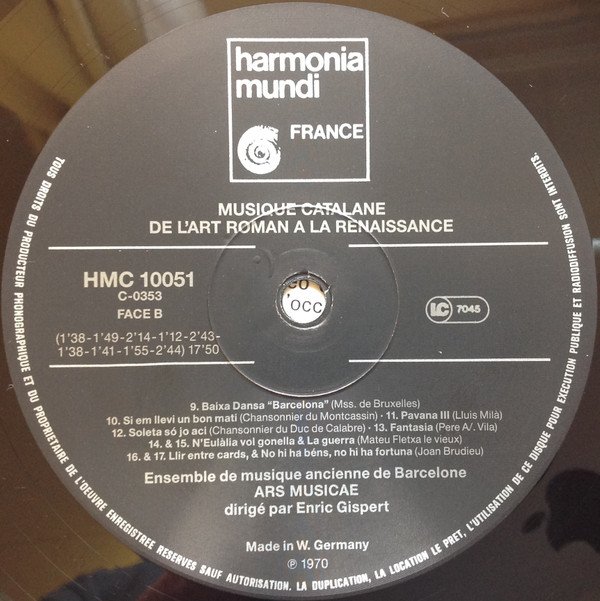 harmonia
mundi
FRANCE
MUSIQUE CATALANE
DE L'ART ROMAN A LA RENAISSANCE
HMC 10051
C-0353
FACE B
LC 7045
'OCC
(1'38-1'49-2'14-1'12-2'43-
1'38-1'41-1'55-2'44) 17'50
9. Baixa Dansa "Barcelona" (Mss. de Bruxelles)
10. Si em llevi un bon mati (Chansonnier du Montcassin) · 11. Pavana III (Lluis Milà)
12. Soleta só jo aci (Chansonnier du Duc de Calabre) · 13. Fantasia (Pere A/. Vila)
14. & 15. N'Eulàlia vol gonella & La guerra (Mateu Fletxa le vieux)
16. & 17. Llir entre cards, & No hi ha béns, no hi ha fortuna (Joan Brudieu)
Ensemble de musique ancienne de Barcelone
ARS MUSICAE
dirigé par Enric Gispert
Made in W. Germany
℗ 1970
TOUS DROITS DU PRODUCTEUR PHONOGRAPHIQUE ET DU PROPRIETAIRE DE L'ŒUVRE ENREGISTREE RESERVES SAUF AUTORISATION. LA DUPLICATION, LA LOCATION LE PRET, L'UTILISATION DE CE DISQUE POUR EXECUTION PUBLIQUE ET RADIODIFFUSION SONT INTERDITS.